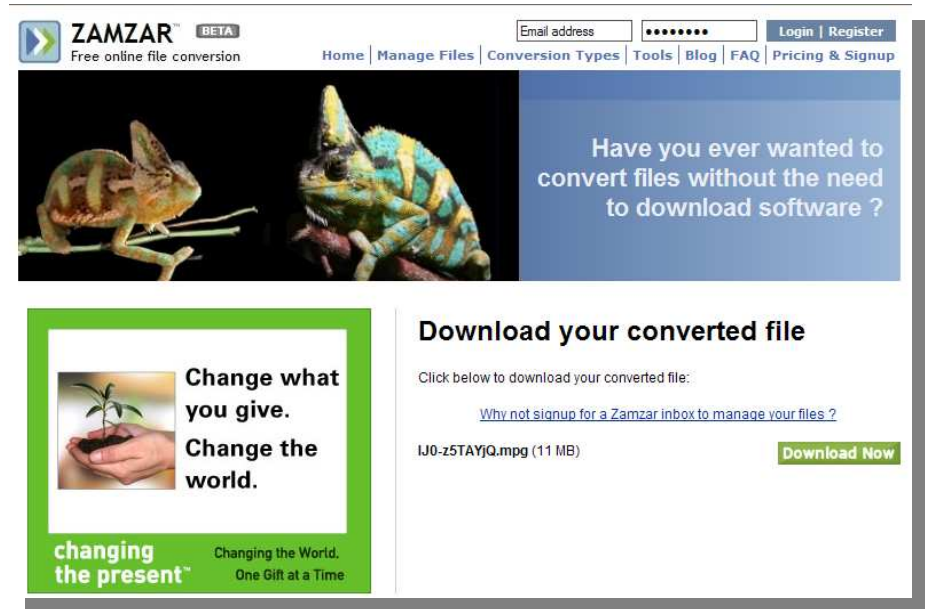 ZAMZAR™ BETA
Free online file conversion
Email address
••••••••
Login | Register
Home | Manage Files | Conversion Types | Tools | Blog | FAQ | Pricing & Signup
Have you ever wanted to
convert files without the need
to download software ?
Change what
you give.
Change the
world.
changing
the present™
Changing the World.
One Gift at a Time
Download your converted file
Click below to download your converted file:
Why not signup for a Zamzar inbox to manage your files ?
IJ0-z5TAYjQ.mpg (11 MB)
Download Now